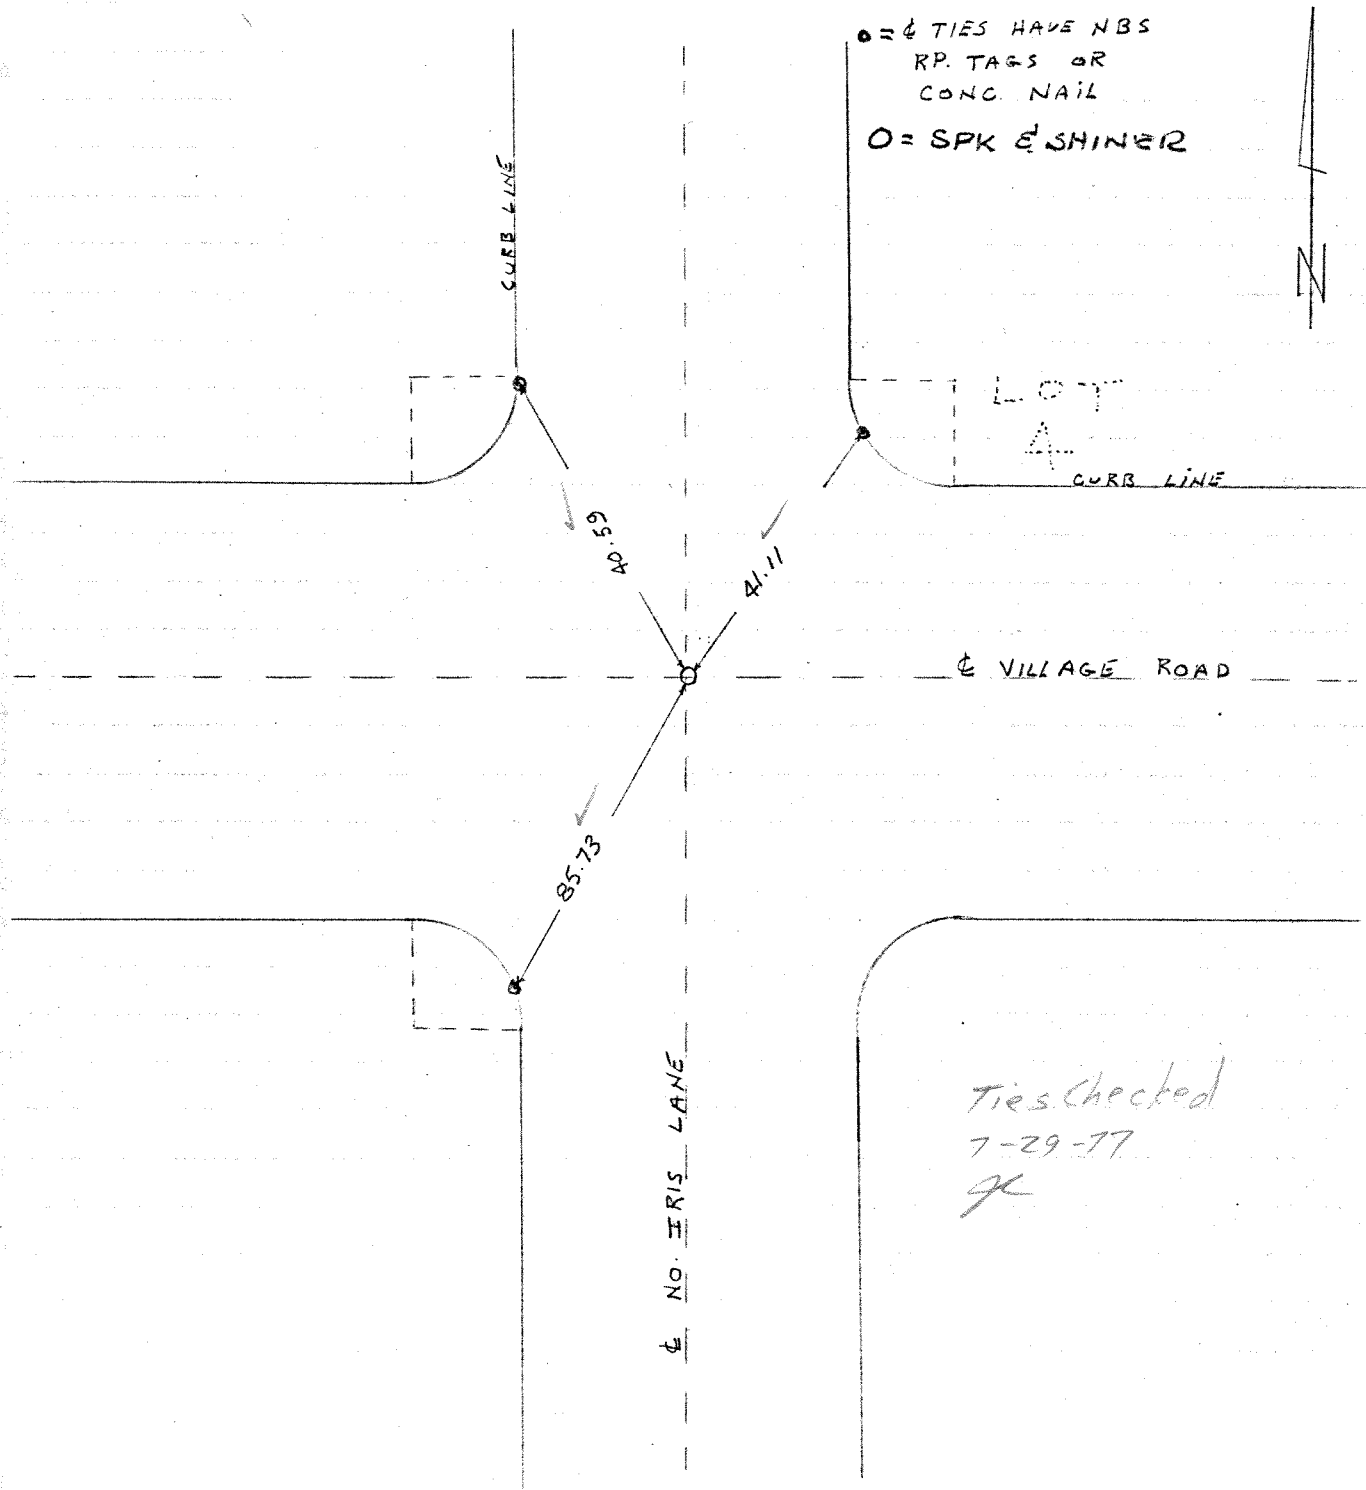 ● = ℄ TIES HAVE NBS
RP. TAGS OR
CONC. NAIL
O = SPK & SHINER
N
CURB LINE
LOT
4
CURB LINE
40.59
41.11
℄ VILLAGE ROAD
85.73
℄ NO. IRIS LANE
Ties Checked
7-29-77